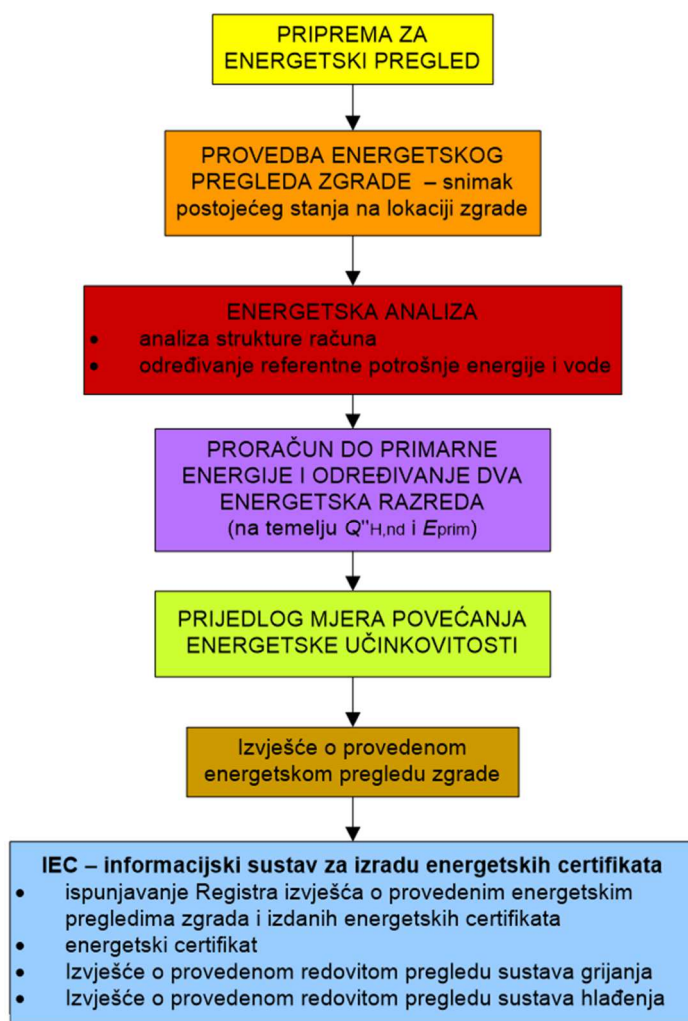 PRIPREMA ZA
ENERGETSKI PREGLED
PROVEDBA ENERGETSKOG
PREGLEDA ZGRADE – snimak
postojećeg stanja na lokaciji zgrade
ENERGETSKA ANALIZA
• analiza strukture računa
• određivanje referentne potrošnje energije i vode
PRORAČUN DO PRIMARNE
ENERGIJE I ODREĐIVANJE DVA
ENERGETSKA RAZREDA
(na temelju Q"H,nd i Eprim)
PRIJEDLOG MJERA POVEĆANJA
ENERGETSKE UČINKOVITOSTI
Izvješće o provedenom
energetskom pregledu zgrade
IEC – informacijski sustav za izradu energetskih certifikata
• ispunjavanje Registra izvješća o provedenim energetskim
pregledima zgrada i izdanih energetskih certifikata
• energetski certifikat
• Izvješće o provedenom redovitom pregledu sustava grijanja
• Izvješće o provedenom redovitom pregledu sustava hlađenja